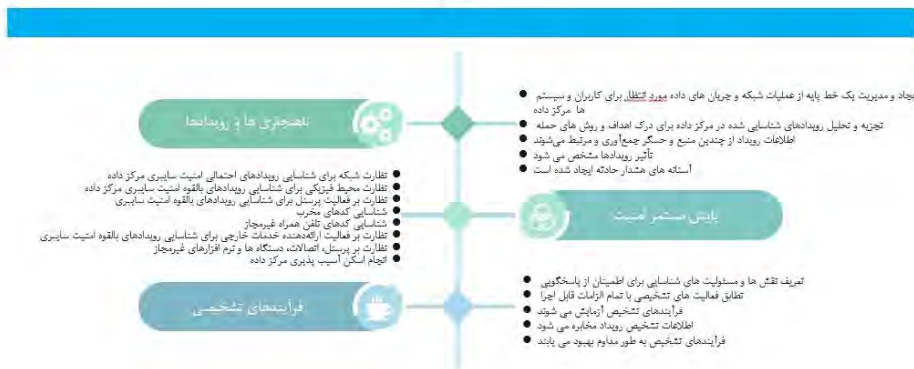 ناهنجاری ها و رویدادها
جاد و مدیریت یک خط پایه از عملیات شبکه و جریان های داده مورد انتظار برای کاربران و سیستم
ها مرکز داده
تجزیه و تحلیل رویدادهای شناسایی شده در مرکز داده برای درک اهداف و روش های حمله
اطلاعات رویداد از چندین منبع و حسگر جمع‌آوری و مرتبط می‌شوند
تأثیر رویدادها مشخص می شود
آستانه های هشدار حادثه ایجاد شده است
پایش مستمر امنیت
نظارت شبکه برای شناسایی رویدادهای احتمالی امنیت سایبری مرکز داده
نظارت محیط فیزیکی برای شناسایی رویدادهای بالقوه امنیت سایبری مرکز داده
نظارت بر فعالیت پرسنل برای شناسایی رویدادهای بالقوه امنیت سایبری
شناسایی کدهای مخرب
شناسایی کدهای تلفن همراه غیرمجاز
نظارت بر فعالیت ارائه‌دهنده خدمات خارجی برای شناسایی رویدادهای بالقوه امنیت سایبری
نظارت بر پرسنل، اتصالات، دستگاه ها و نرم افزارهای غیرمجاز
انجام اسکن آسیب پذیری مرکز داده
فرآیندهای تشخیصی
تعریف نقش ها و مسئولیت های شناسایی برای اطمینان از پاسخگویی
تطابق فعالیت های تشخیصی با تمام الزامات قابل اجرا
فرآیندهای تشخیص آزمایش می شوند
اطلاعات تشخیص رویداد مخابره می شود
فرآیندهای تشخیص به طور مداوم بهبود می یابند